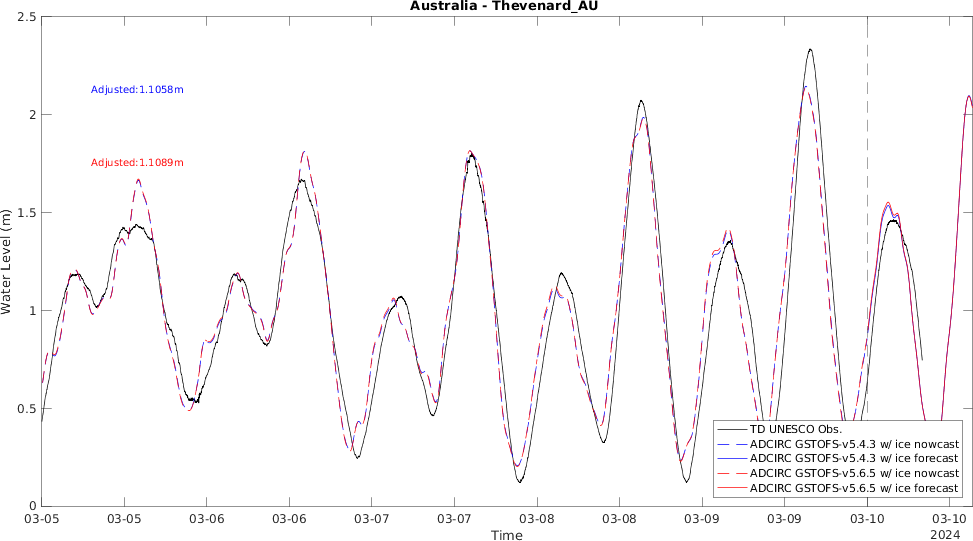 Australia - Thevenard_AU
2.5
Adjusted:1.1058m
2
Adjusted:1.1089m
1.5
Water Level (m)
1
0.5
TD UNESCO Obs.
ADCIRC GSTOFS-v5.4.3 w/ ice nowcast
ADCIRC GSTOFS-v5.4.3 w/ ice forecast
ADCIRC GSTOFS-v5.6.5 w/ ice nowcast
ADCIRC GSTOFS-v5.6.5 w/ ice forecast
0
03-05 03-05 03-06 03-06 03-07 03-07 03-08 03-08 03-09 03-09 03-10 03-10
2024
Time